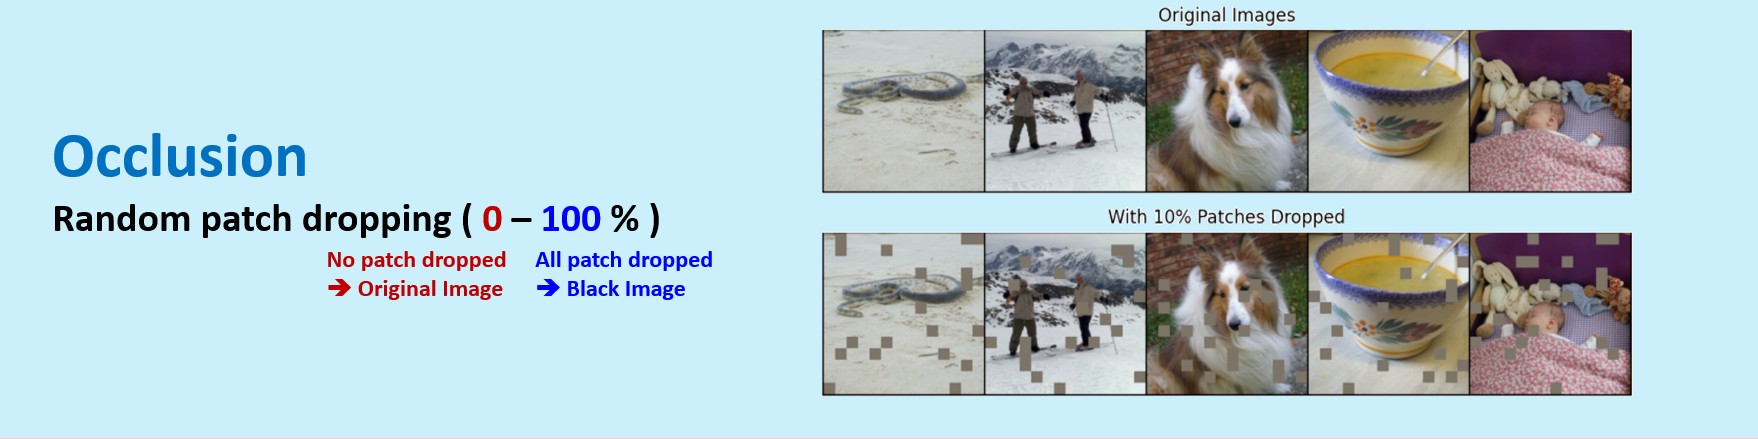 Occlusion
Random patch dropping ( 0 – 100 % )
No patch dropped
➔ Original Image
All patch dropped
➔ Black Image
Original Images
With 10% Patches Dropped